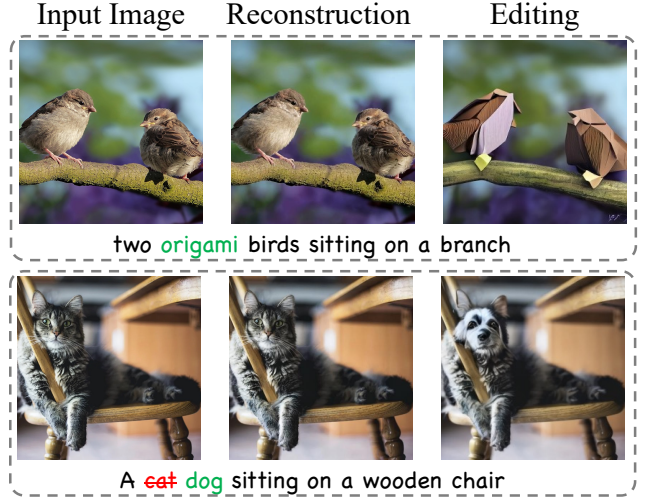 Input Image Reconstruction Editing
two origami birds sitting on a branch
A cat dog sitting on a wooden chair